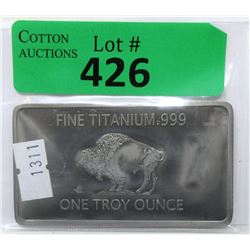 COTTON
AUCTIONS
Lot #
426
FINE TITANIUM .999
1311
ONE TROY OUNCE